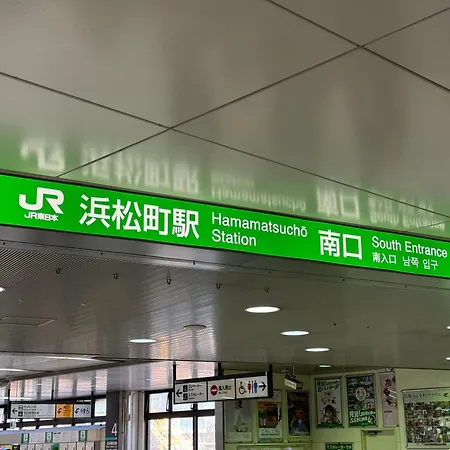 JR
JR東日本
浜松町駅
Hamamatsuchō
Station
南口
South Entrance
南入口 남쪽 입구
4